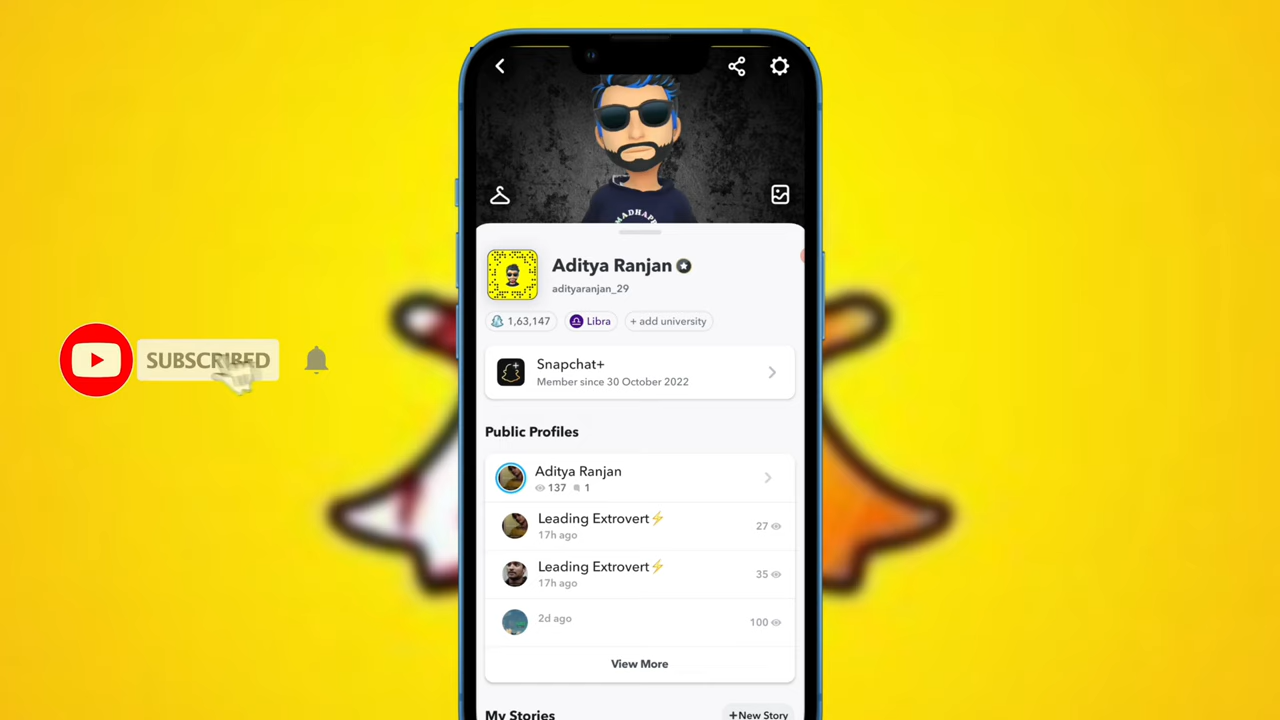 MADHAPP
Aditya Ranjan
adityaranjan_29
1,63,147
Libra
+ add university
SUBSCRIBED
Snapchat+
Member since 30 October 2022
Public Profiles
Aditya Ranjan
137 1
Leading Extrovert⚡
17h ago
27
Leading Extrovert⚡
17h ago
35
2d ago
100
View More
My Stories
+New Story